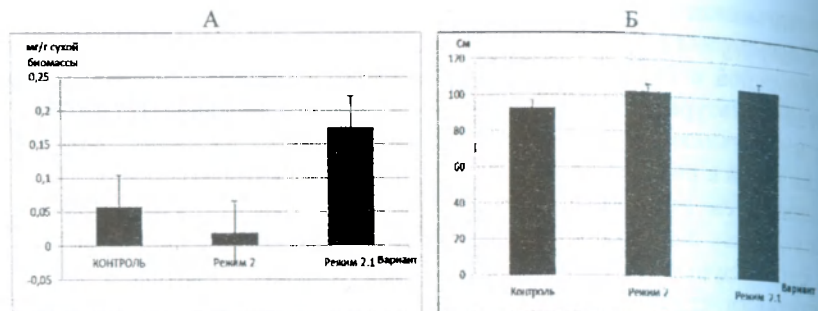 А
мг/г сухой
биомассы
0,25
0,2
0,15
0,1
0,05
0
-0,05
КОНТРОЛЬ
Режим 2
Режим 2.1
Вариант
Б
См
120
100
80
60
40
20
0
Контроль
Режим 2
Режим 2.1
Вариант